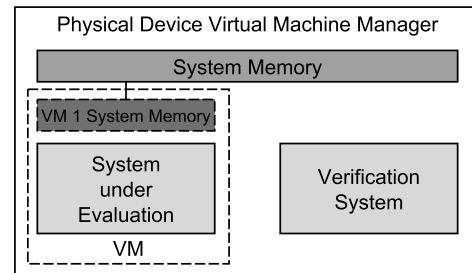 Physical Device Virtual Machine Manager
System Memory
VM 1 System Memory
System
under
Evaluation
Verification
System
VM